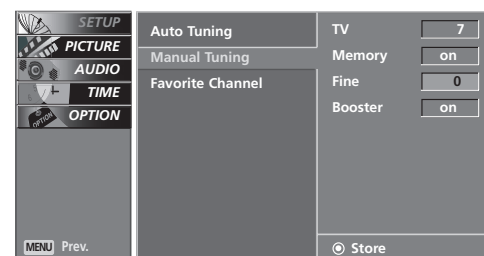 SETUP
PICTURE
AUDIO
TIME
OPTION
OPTION
MENU Prev.
Auto Tuning
Manual Tuning
Favorite Channel
TV 7
Memory on
Fine 0
Booster on
Store